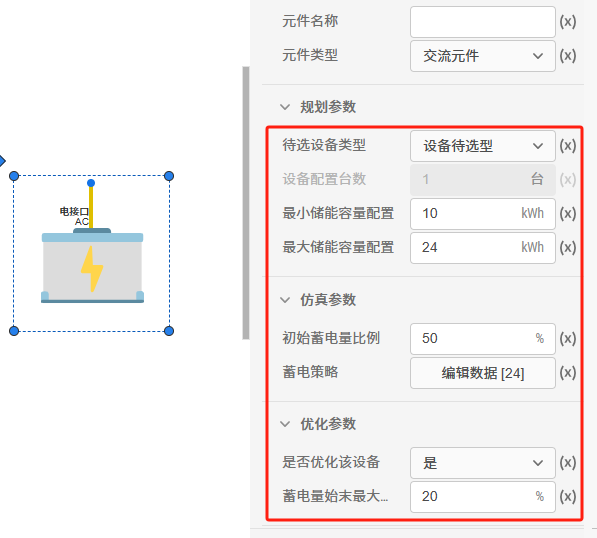 元件名称 (x)
元件类型 交流元件 (x)
规划参数
待选设备类型 设备待选型 (x)
设备配置台数 1 台 (x)
最小储能容量配置 10 kWh (x)
最大储能容量配置 24 kWh (x)
仿真参数
初始蓄电量比例 50 % (x)
蓄电策略 编辑数据 [24] (x)
优化参数
是否优化该设备 是 (x)
蓄电量始末最大... 20 % (x)
电接口
AC